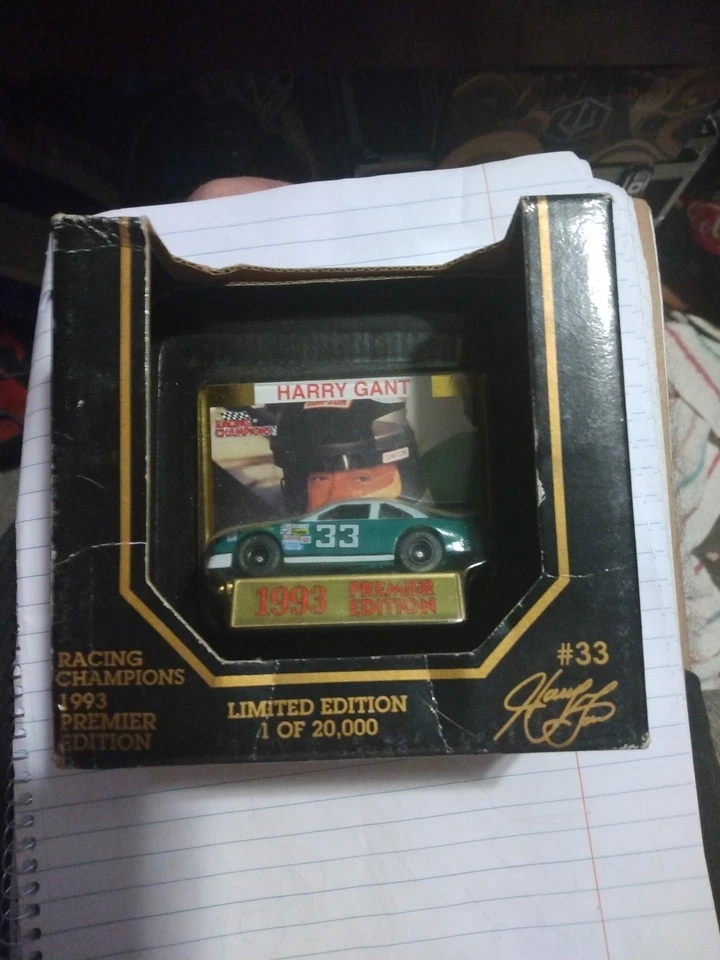 HARRY GANT
RACING
CHAMPIONS
33
1993 PREMIER
EDITION
RACING
CHAMPIONS
1993
PREMIER
EDITION
LIMITED EDITION
1 OF 20,000
#33